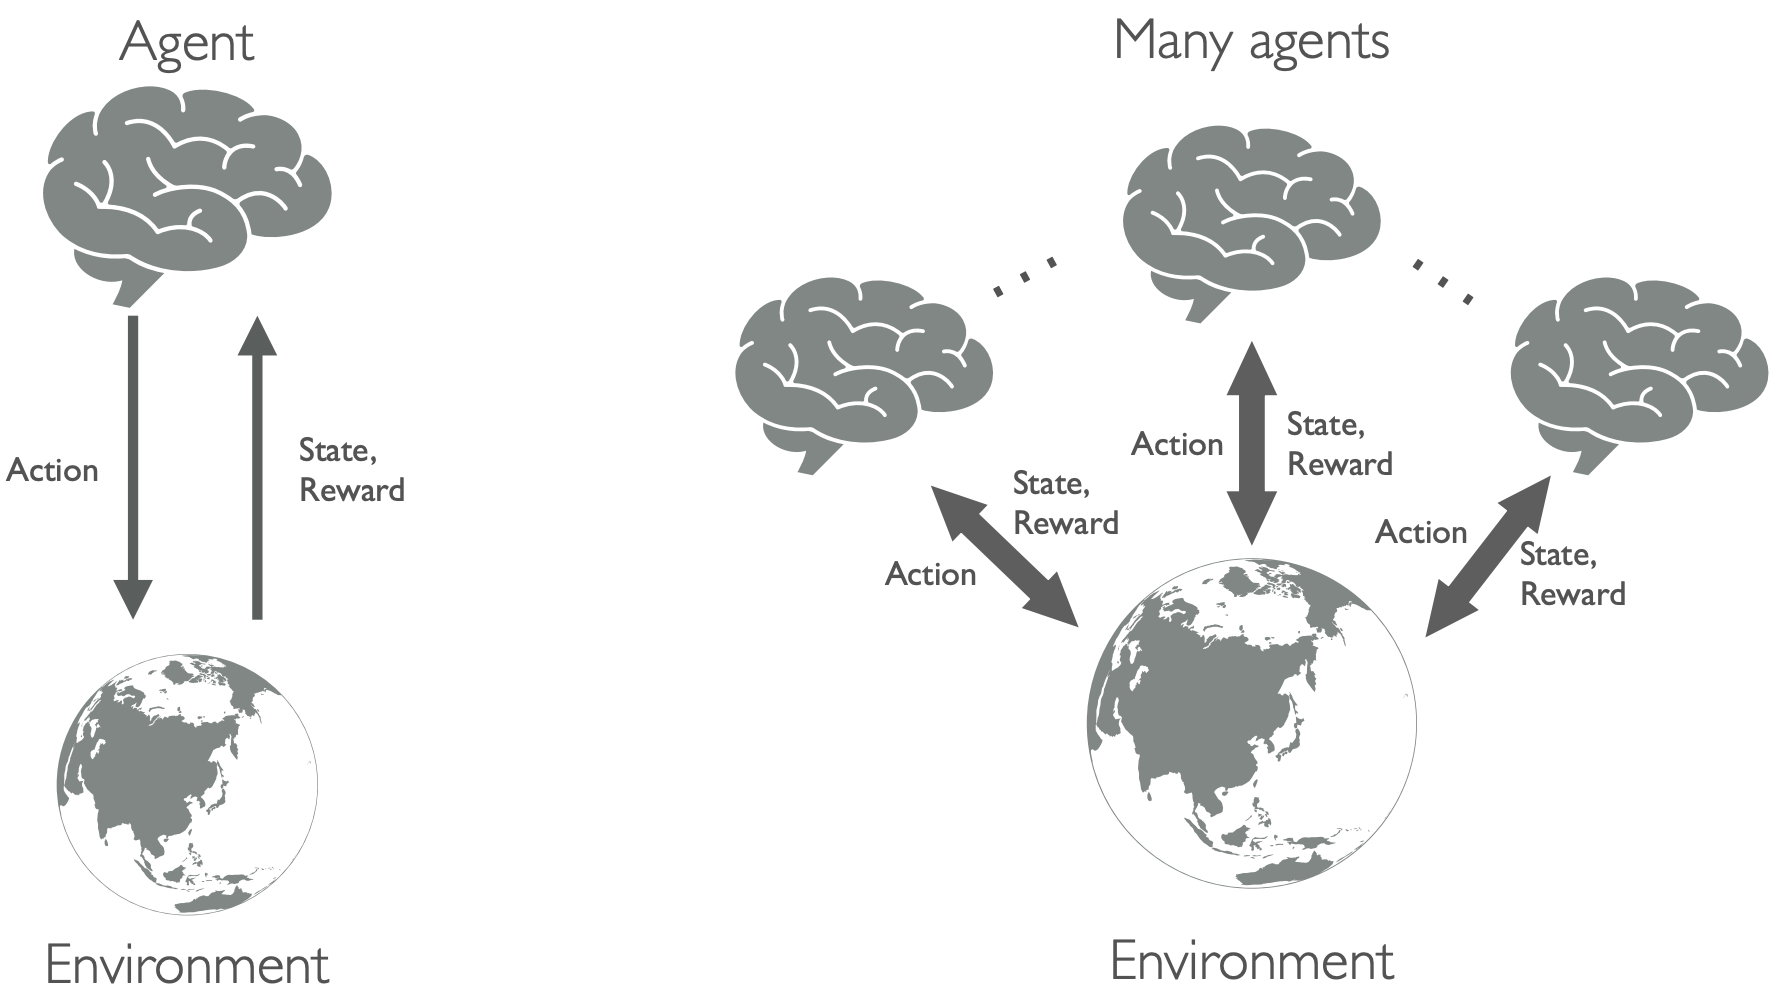 Agent
Action
State,
Reward
Environment
Many agents
State,
Reward
Action
Action
State,
Reward
Action
State,
Reward
Environment